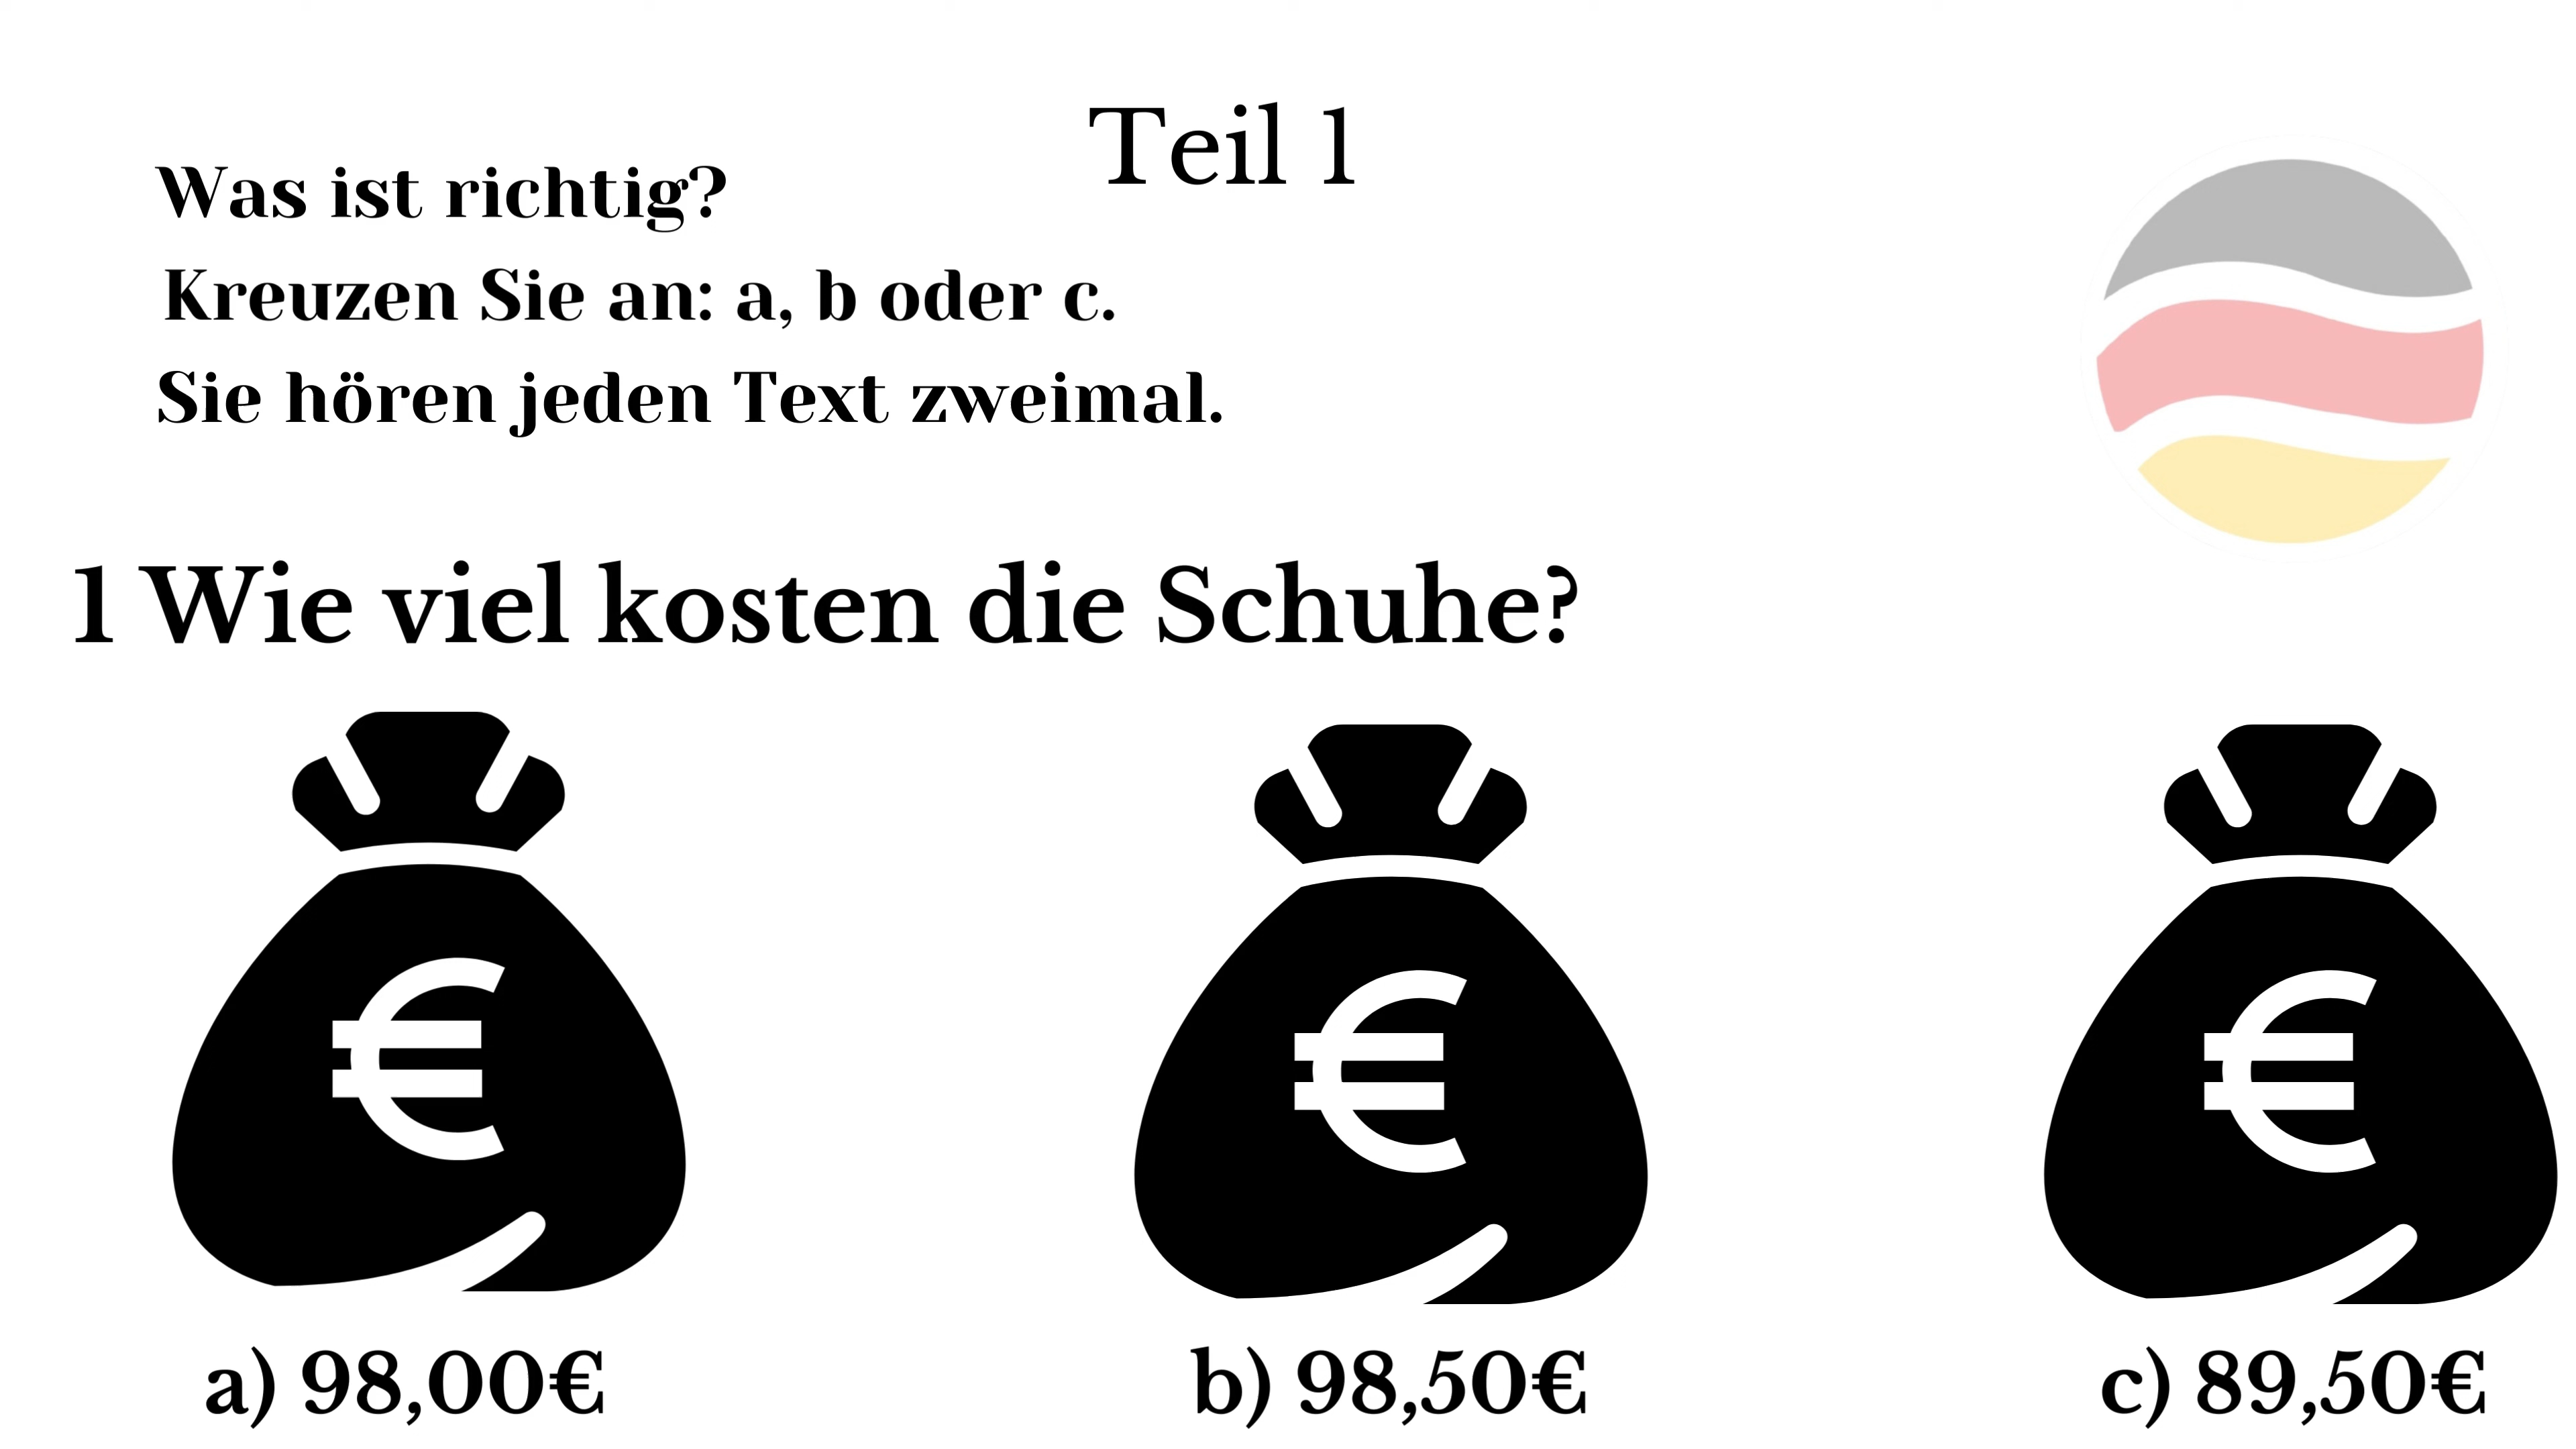 Teil 1
Was ist richtig?
Kreuzen Sie an: a, b oder c.
Sie hören jeden Text zweimal.
1 Wie viel kosten die Schuhe?
€
€
€
a) 98,00€
b) 98,50€
c) 89,50€